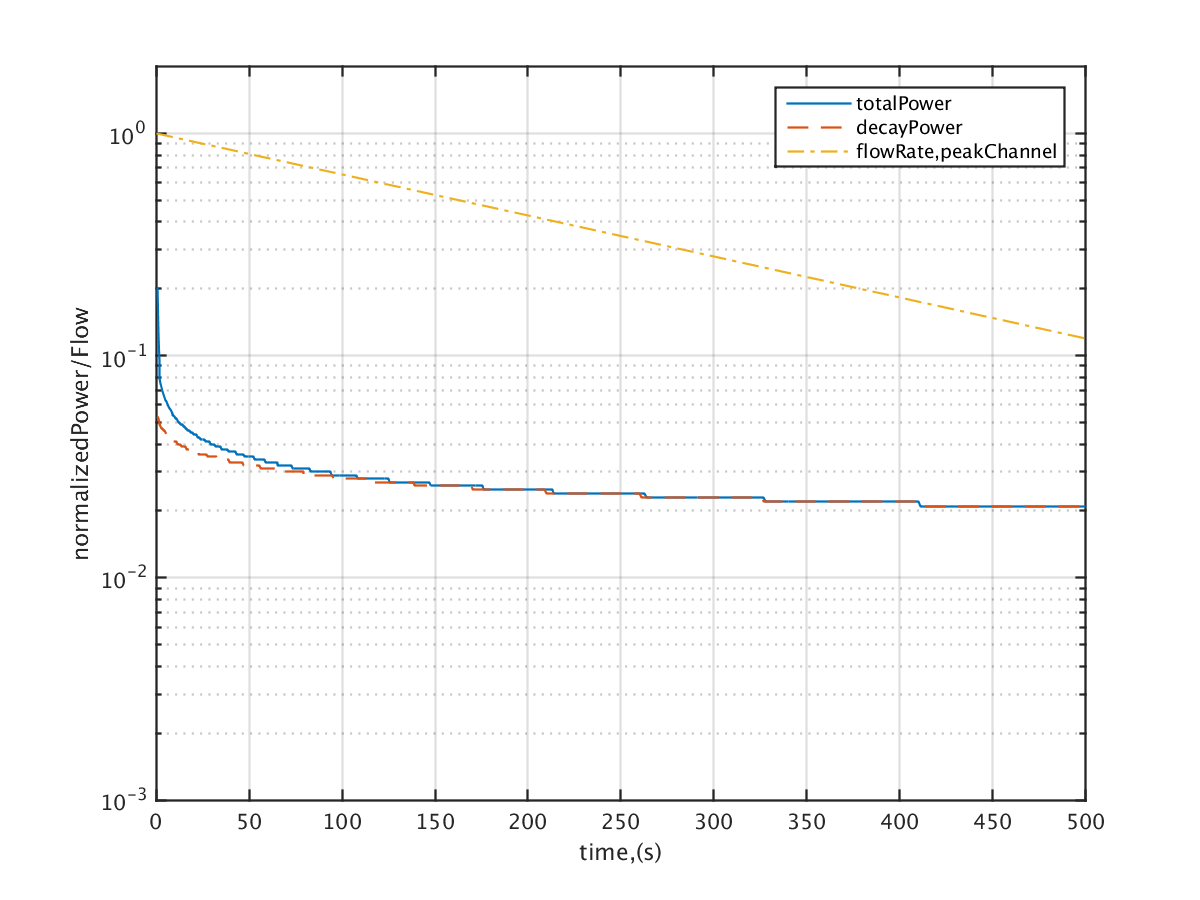 totalPower
decayPower
flowRate,peakChannel
normalizedPower/Flow
10^0
10^-1
10^-2
10^-3
0 50 100 150 200 250 300 350 400 450 500
time,(s)